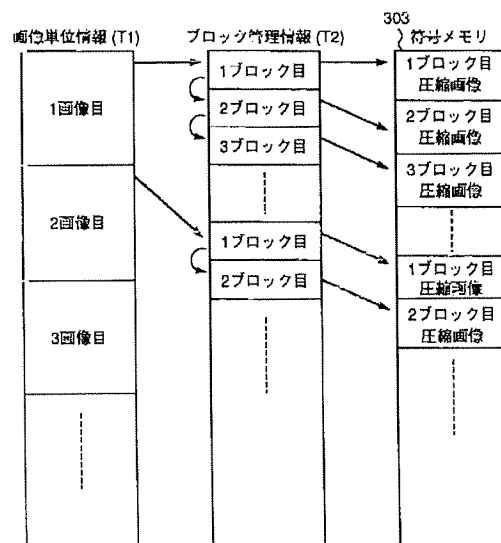 303
画像単位情報 (T1)
ブロック管理情報 (T2)
符号メモリ
1画像目
2画像目
3画像目
1ブロック目
2ブロック目
3ブロック目
1ブロック目
2ブロック目
1ブロック目
圧縮画像
2ブロック目
圧縮画像
3ブロック目
圧縮画像
1ブロック目
圧縮画像
2ブロック目
圧縮画像